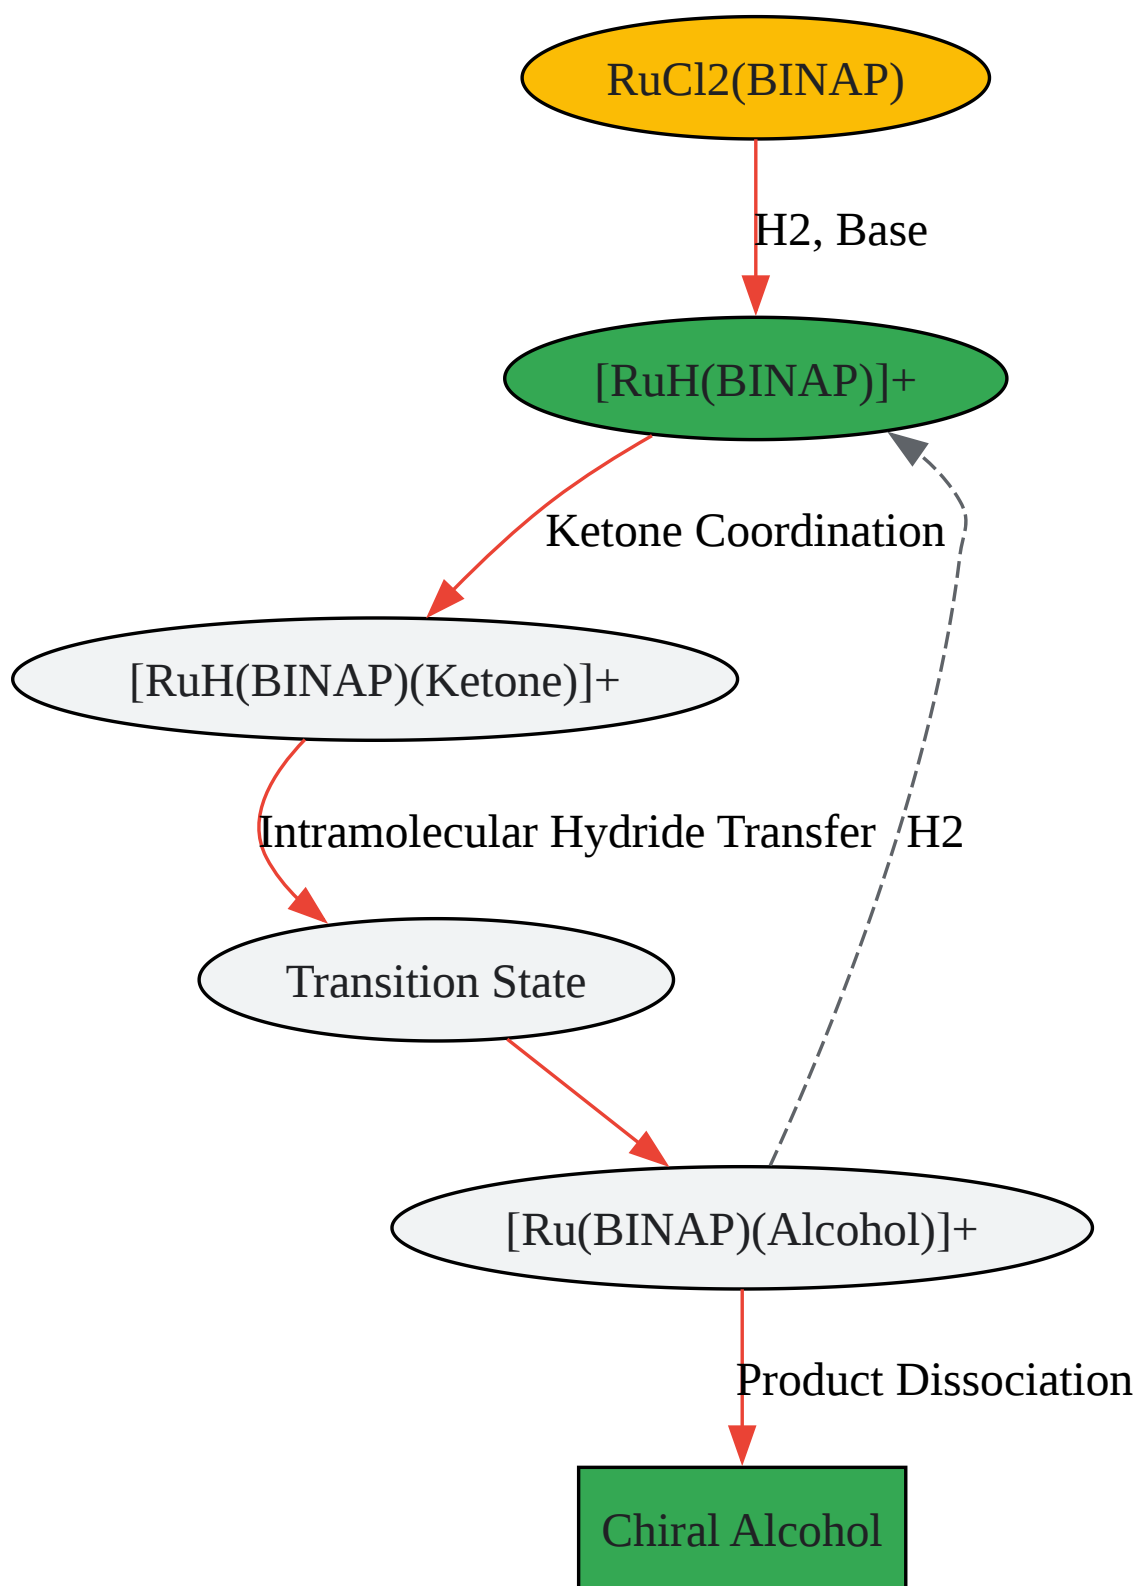 RuCl2(BINAP)
H2, Base
[RuH(BINAP)]+
Ketone Coordination
[RuH(BINAP)(Ketone)]+
Intramolecular Hydride Transfer
H2
Transition State
[Ru(BINAP)(Alcohol)]+
Product Dissociation
Chiral Alcohol